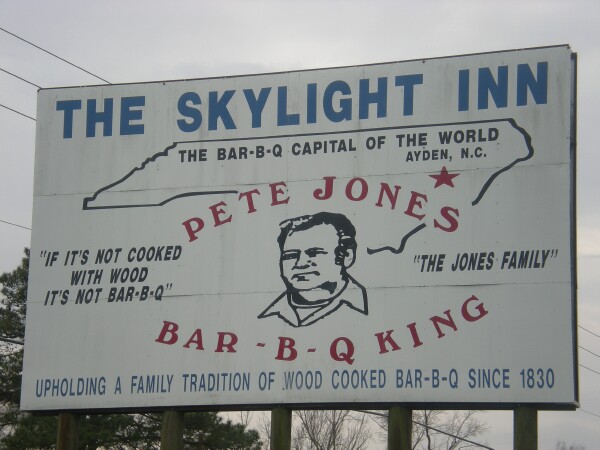 THE SKYLIGHT INN
THE BAR-B-Q CAPITAL OF THE WORLD
AYDEN, N.C.
PETE JONES
"IF IT'S NOT COOKED
WITH WOOD
IT'S NOT BAR-B-Q"
"THE JONES FAMILY"
BAR-B-Q KING
UPHOLDING A FAMILY TRADITION OF WOOD COOKED BAR-B-Q SINCE 1830